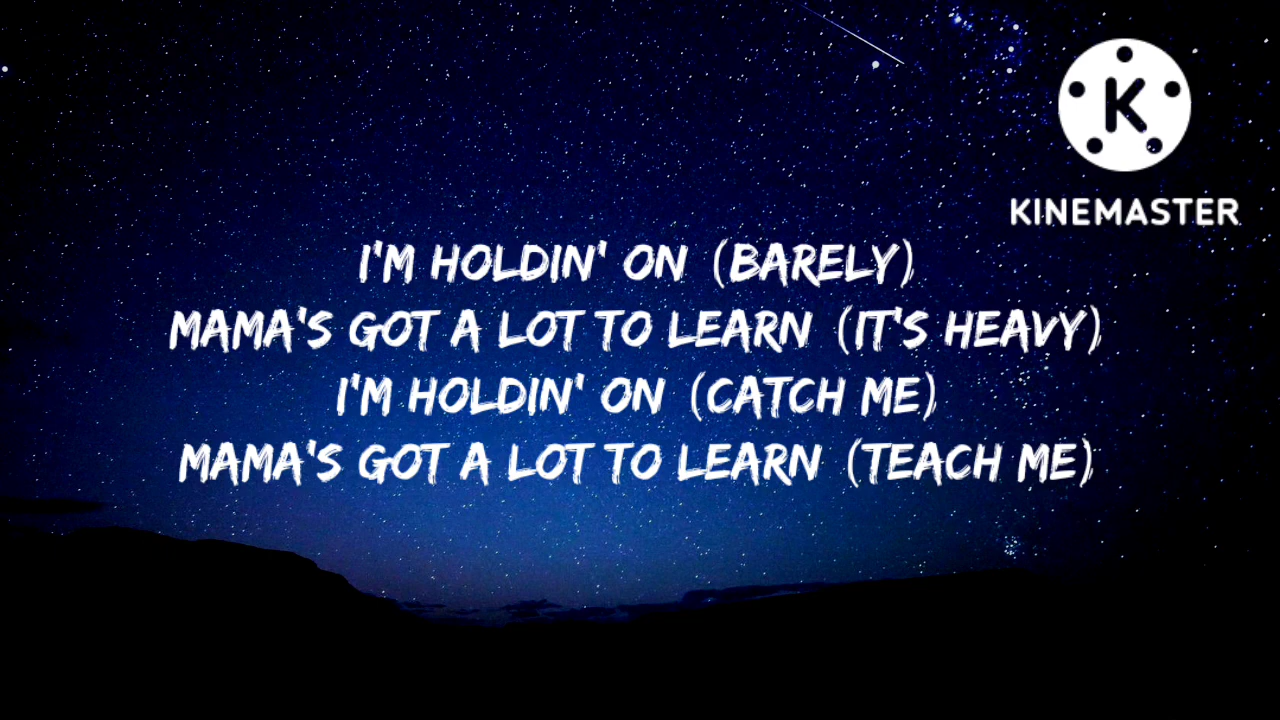 K
KINEMASTER
I'M HOLDIN' ON (BARELY)
MAMA'S GOT A LOT TO LEARN (IT'S HEAVY)
I'M HOLDIN' ON (CATCH ME)
MAMA'S GOT A LOT TO LEARN (TEACH ME)